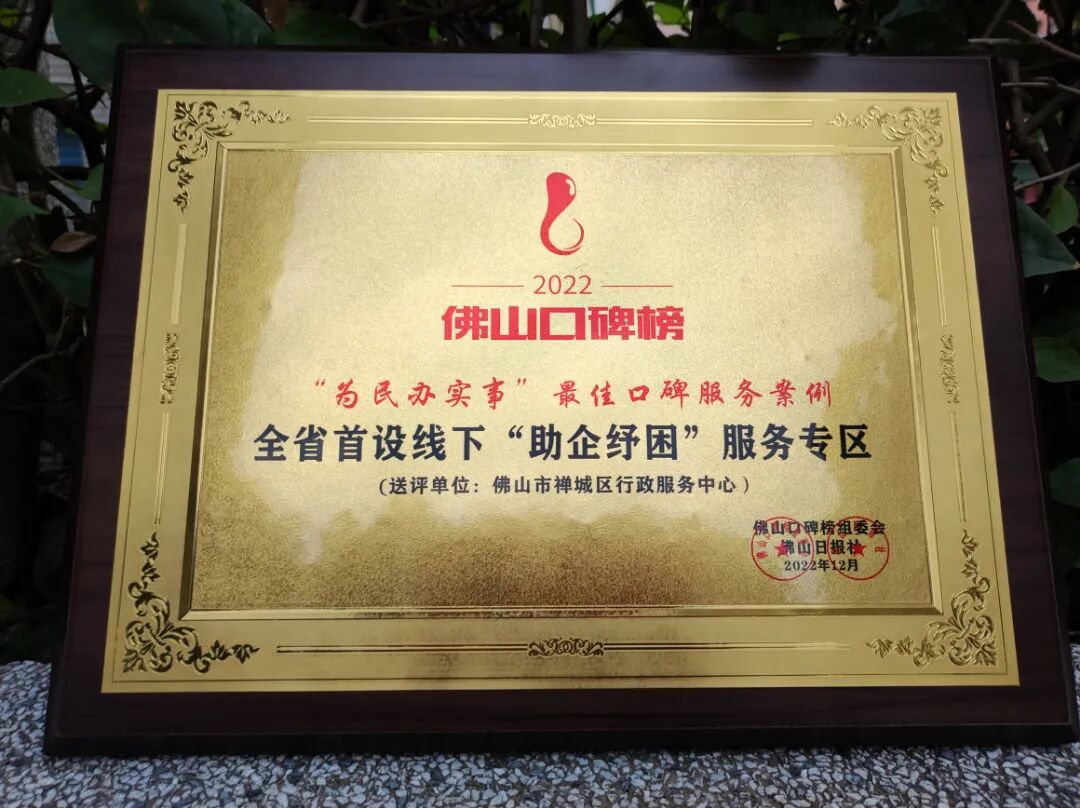 2022
佛山口碑榜
“为民办实事”最佳口碑服务案例
全省首设线下“助企纾困”服务专区
(送评单位：佛山市禅城区行政服务中心)
佛山口碑榜组委会
佛山日报社
2022年12月